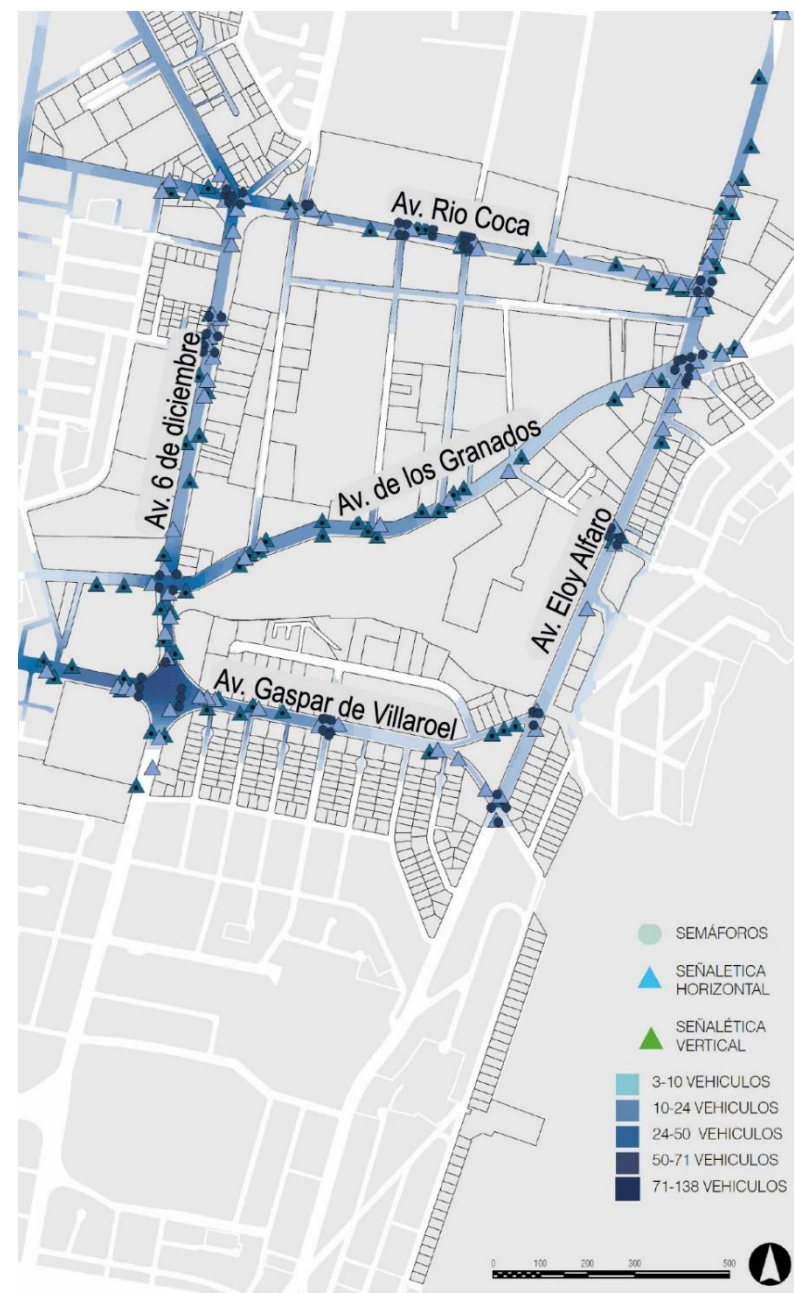 Av. Rio Coca
Av. 6 de diciembre
Av. de los Granados
Av. Eloy Alfaro
Av. Gaspar de Villaroel
SEMÁFOROS
SEÑALETICA
HORIZONTAL
SEÑALÉTICA
VERTICAL
3-10 VEHICULOS
10-24 VEHICULOS
24-50 VEHICULOS
50-71 VEHICULOS
71-138 VEHICULOS
0 100 200 300 500